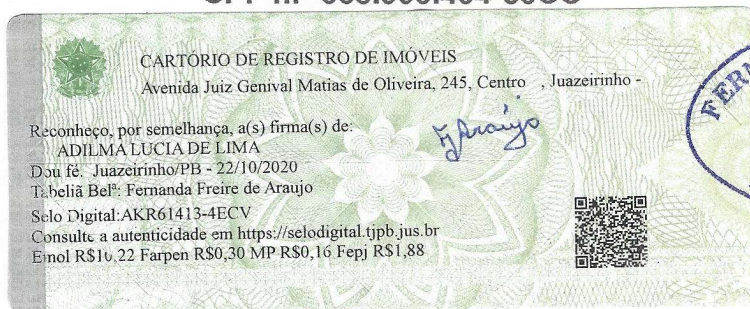 CARTÓRIO DE REGISTRO DE IMÓVEIS
Avenida Juiz Genival Matias de Oliveira, 245, Centro , Juazeirinho -
Reconheço, por semelhança, a(s) firma(s) de:
ADILMA LUCIA DE LIMA
Dou fé. Juazeirinho/PB - 22/10/2020
Tabeliã Belª: Fernanda Freire de Araujo
Selo Digital:AKR61413-4ECV
Consulte a autenticidade em https://selodigital.tjpb.jus.br
Emol R$10,22 Farpen R$0,30 MP R$0,16 Fepj R$1,88